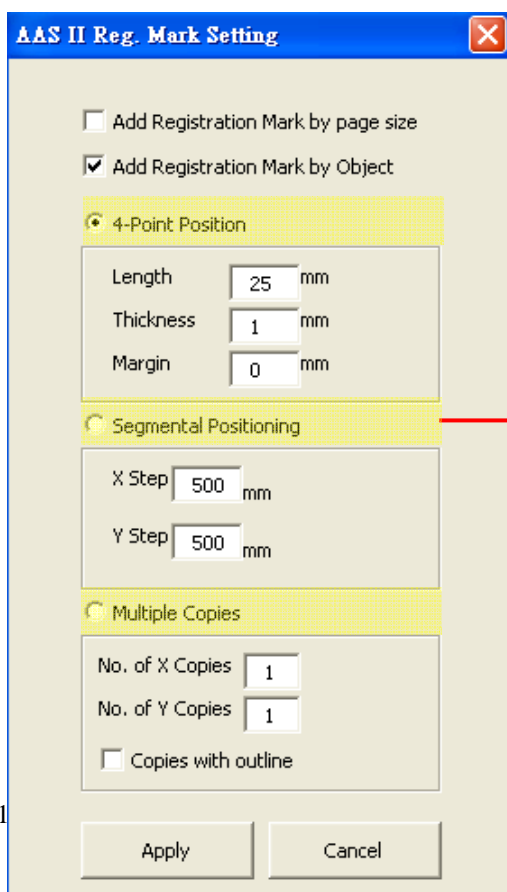 AAS II Reg. Mark Setting
Add Registration Mark by page size
Add Registration Mark by Object
4-Point Position
Length 25 mm
Thickness 1 mm
Margin 0 mm
Segmental Positioning
X Step 500 mm
Y Step 500 mm
Multiple Copies
No. of X Copies 1
No. of Y Copies 1
Copies with outline
1
Apply Cancel